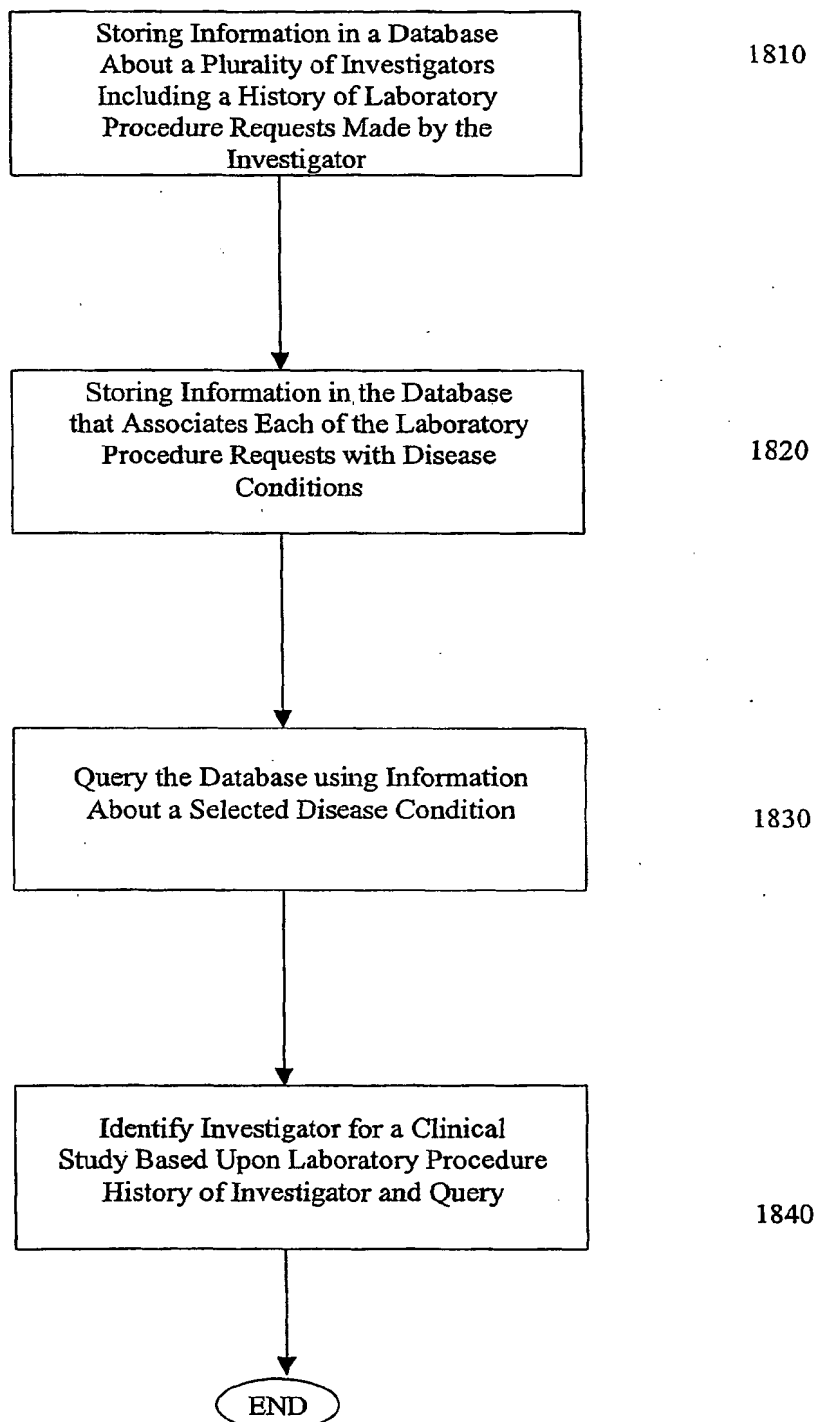 Storing Information in a Database
About a Plurality of Investigators
Including a History of Laboratory
Procedure Requests Made by the
Investigator
1810
Storing Information in the Database
that Associates Each of the Laboratory
Procedure Requests with Disease
Conditions
1820
Query the Database using Information
About a Selected Disease Condition
1830
Identify Investigator for a Clinical
Study Based Upon Laboratory Procedure
History of Investigator and Query
1840
END